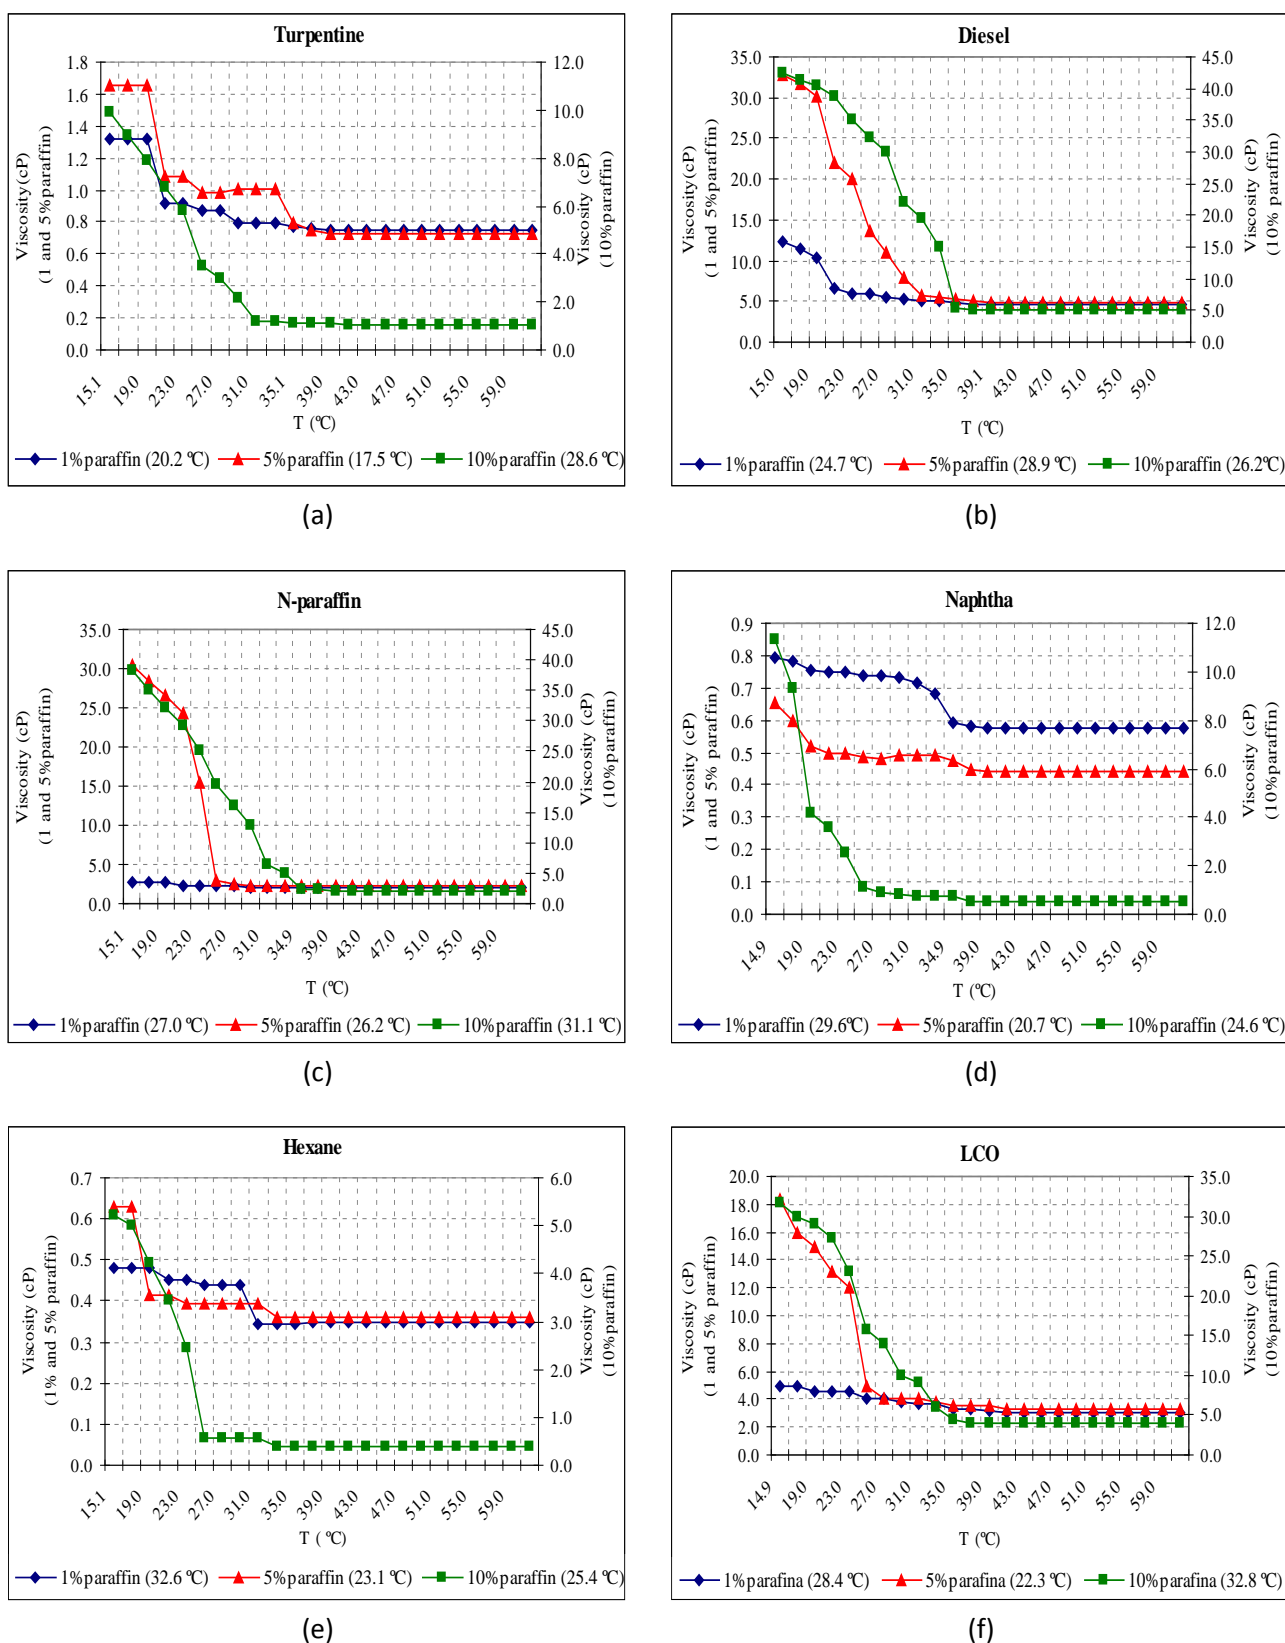 Turpentine
1.8
1.6
1.4
1.2
1.0
0.8
0.6
0.4
0.2
0.0
12.0
10.0
8.0
6.0
4.0
2.0
0.0
Viscosity(cP)
(1 and 5%paraffin)
Viscosity (cP)
(10%paraffin)
15.1 19.0 23.0 27.0 31.0 35.1 39.0 43.0 47.0 51.0 55.0 59.0
T (ºC)
1%paraffin (20.2 ºC) 5%paraffin (17.5 ºC) 10%paraffin (28.6 ºC)
(a)
Diesel
35.0
30.0
25.0
20.0
15.0
10.0
5.0
0.0
45.0
40.0
35.0
30.0
25.0
20.0
15.0
10.0
5.0
0.0
Viscosity (cP)
(1 and 5%paraffin)
Viscosity (cP)
(10% paraffin)
15.0 19.0 23.0 27.0 31.0 35.0 39.1 43.0 47.0 51.0 55.0 59.0
T (ºC)
1%paraffin (24.7 ºC) 5%paraffin (28.9 ºC) 10%paraffin (26.2ºC)
(b)
N-paraffin
35.0
30.0
25.0
20.0
15.0
10.0
5.0
0.0
45.0
40.0
35.0
30.0
25.0
20.0
15.0
10.0
5.0
0.0
Viscosity (cP)
(1 and 5%paraffin)
Viscosity (cP)
(10%paraffin)
15.1 19.0 23.0 27.0 31.0 34.9 39.0 43.0 47.0 51.0 55.0 59.0
T (ºC)
1%paraffin (27.0 ºC) 5%paraffin (26.2 ºC) 10%paraffin (31.1 ºC)
(c)
Naphtha
0.9
0.8
0.7
0.6
0.5
0.4
0.3
0.2
0.1
0.0
12.0
10.0
8.0
6.0
4.0
2.0
0.0
Viscosity (cP)
(1 and 5% paraffin)
Viscosity (cP)
(10%paraffin)
14.9 19.0 23.0 27.0 31.0 34.9 39.0 43.0 47.0 51.0 55.0 59.0
T (ºC)
1%paraffin (29.6ºC) 5%paraffin (20.7 ºC) 10%paraffin (24.6 ºC)
(d)
Hexane
0.7
0.6
0.5
0.4
0.3
0.2
0.1
0.0
6.0
5.0
4.0
3.0
2.0
1.0
0.0
Viscosity (cP)
(1% and 5% paraffin)
Viscosity (cP)
(10%paraffin)
15.1 19.0 23.0 27.0 31.0 35.0 39.0 43.0 47.0 51.0 55.0 59.0
T ( ºC)
1%paraffin (32.6 ºC) 5%paraffin (23.1 ºC) 10%paraffin (25.4 ºC)
(e)
LCO
20.0
18.0
16.0
14.0
12.0
10.0
8.0
6.0
4.0
2.0
0.0
35.0
30.0
25.0
20.0
15.0
10.0
5.0
0.0
Viscosity (cP)
(1 and 5% paraffin)
Viscosity (cP)
(10%paraffin)
14.9 19.0 23.0 27.0 31.0 35.0 39.0 43.0 47.0 51.0 55.0 59.0
T (ºC)
1%parafina (28.4 ºC) 5%parafina (22.3 ºC) 10%parafina (32.8 ºC)
(f)